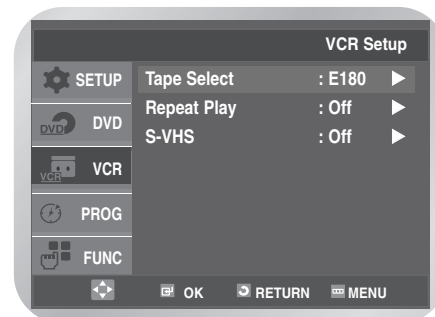 VCR Setup
SETUP
DVD DVD
VCR VCR
PROG
FUNC
Tape Select : E180
Repeat Play : Off
S-VHS : Off
OK RETURN MENU